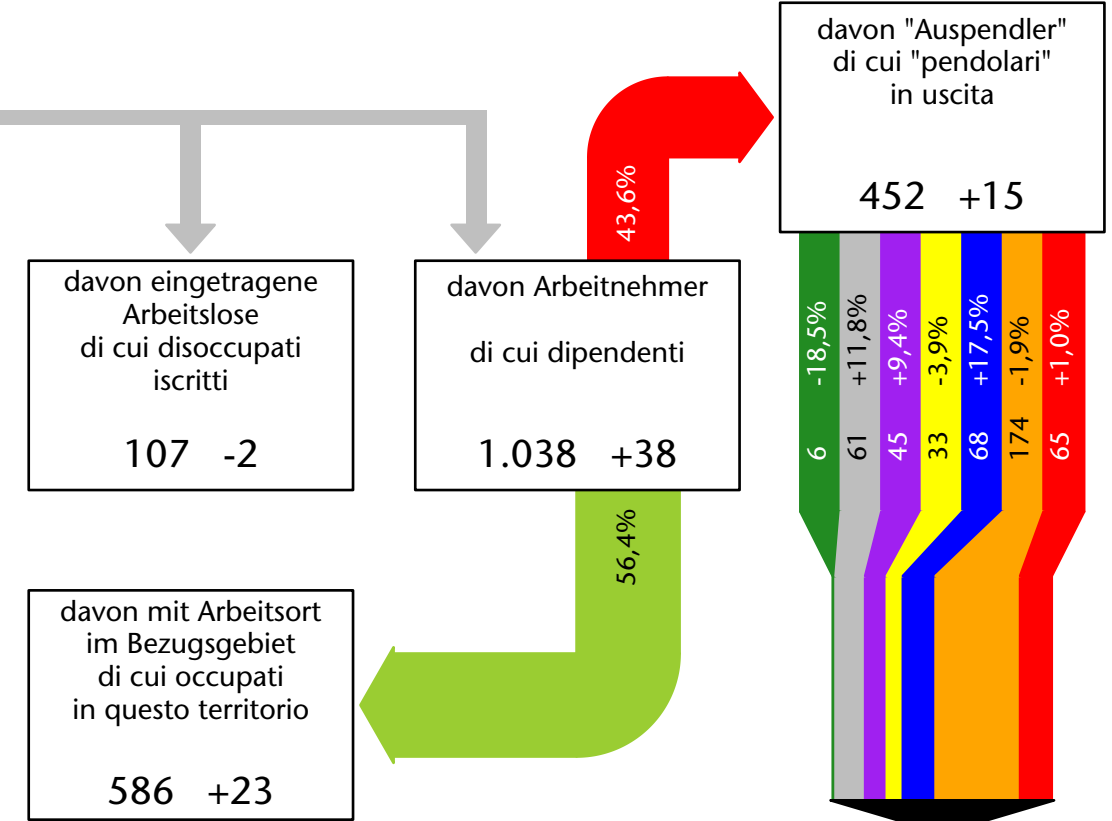 davon "Auspendler"
di cui "pendolari"
in uscita
452 +15
43,6%
davon eingetragene
Arbeitslose
di cui disoccupati
iscritti
107 -2
davon Arbeitnehmer
di cui dipendenti
1.038 +38
6 -18,5%
61 +11,8%
45 +9,4%
33 -3,9%
68 +17,5%
174 -1,9%
65 +1,0%
56,4%
davon mit Arbeitsort
im Bezugsgebiet
di cui occupati
in questo territorio
586 +23